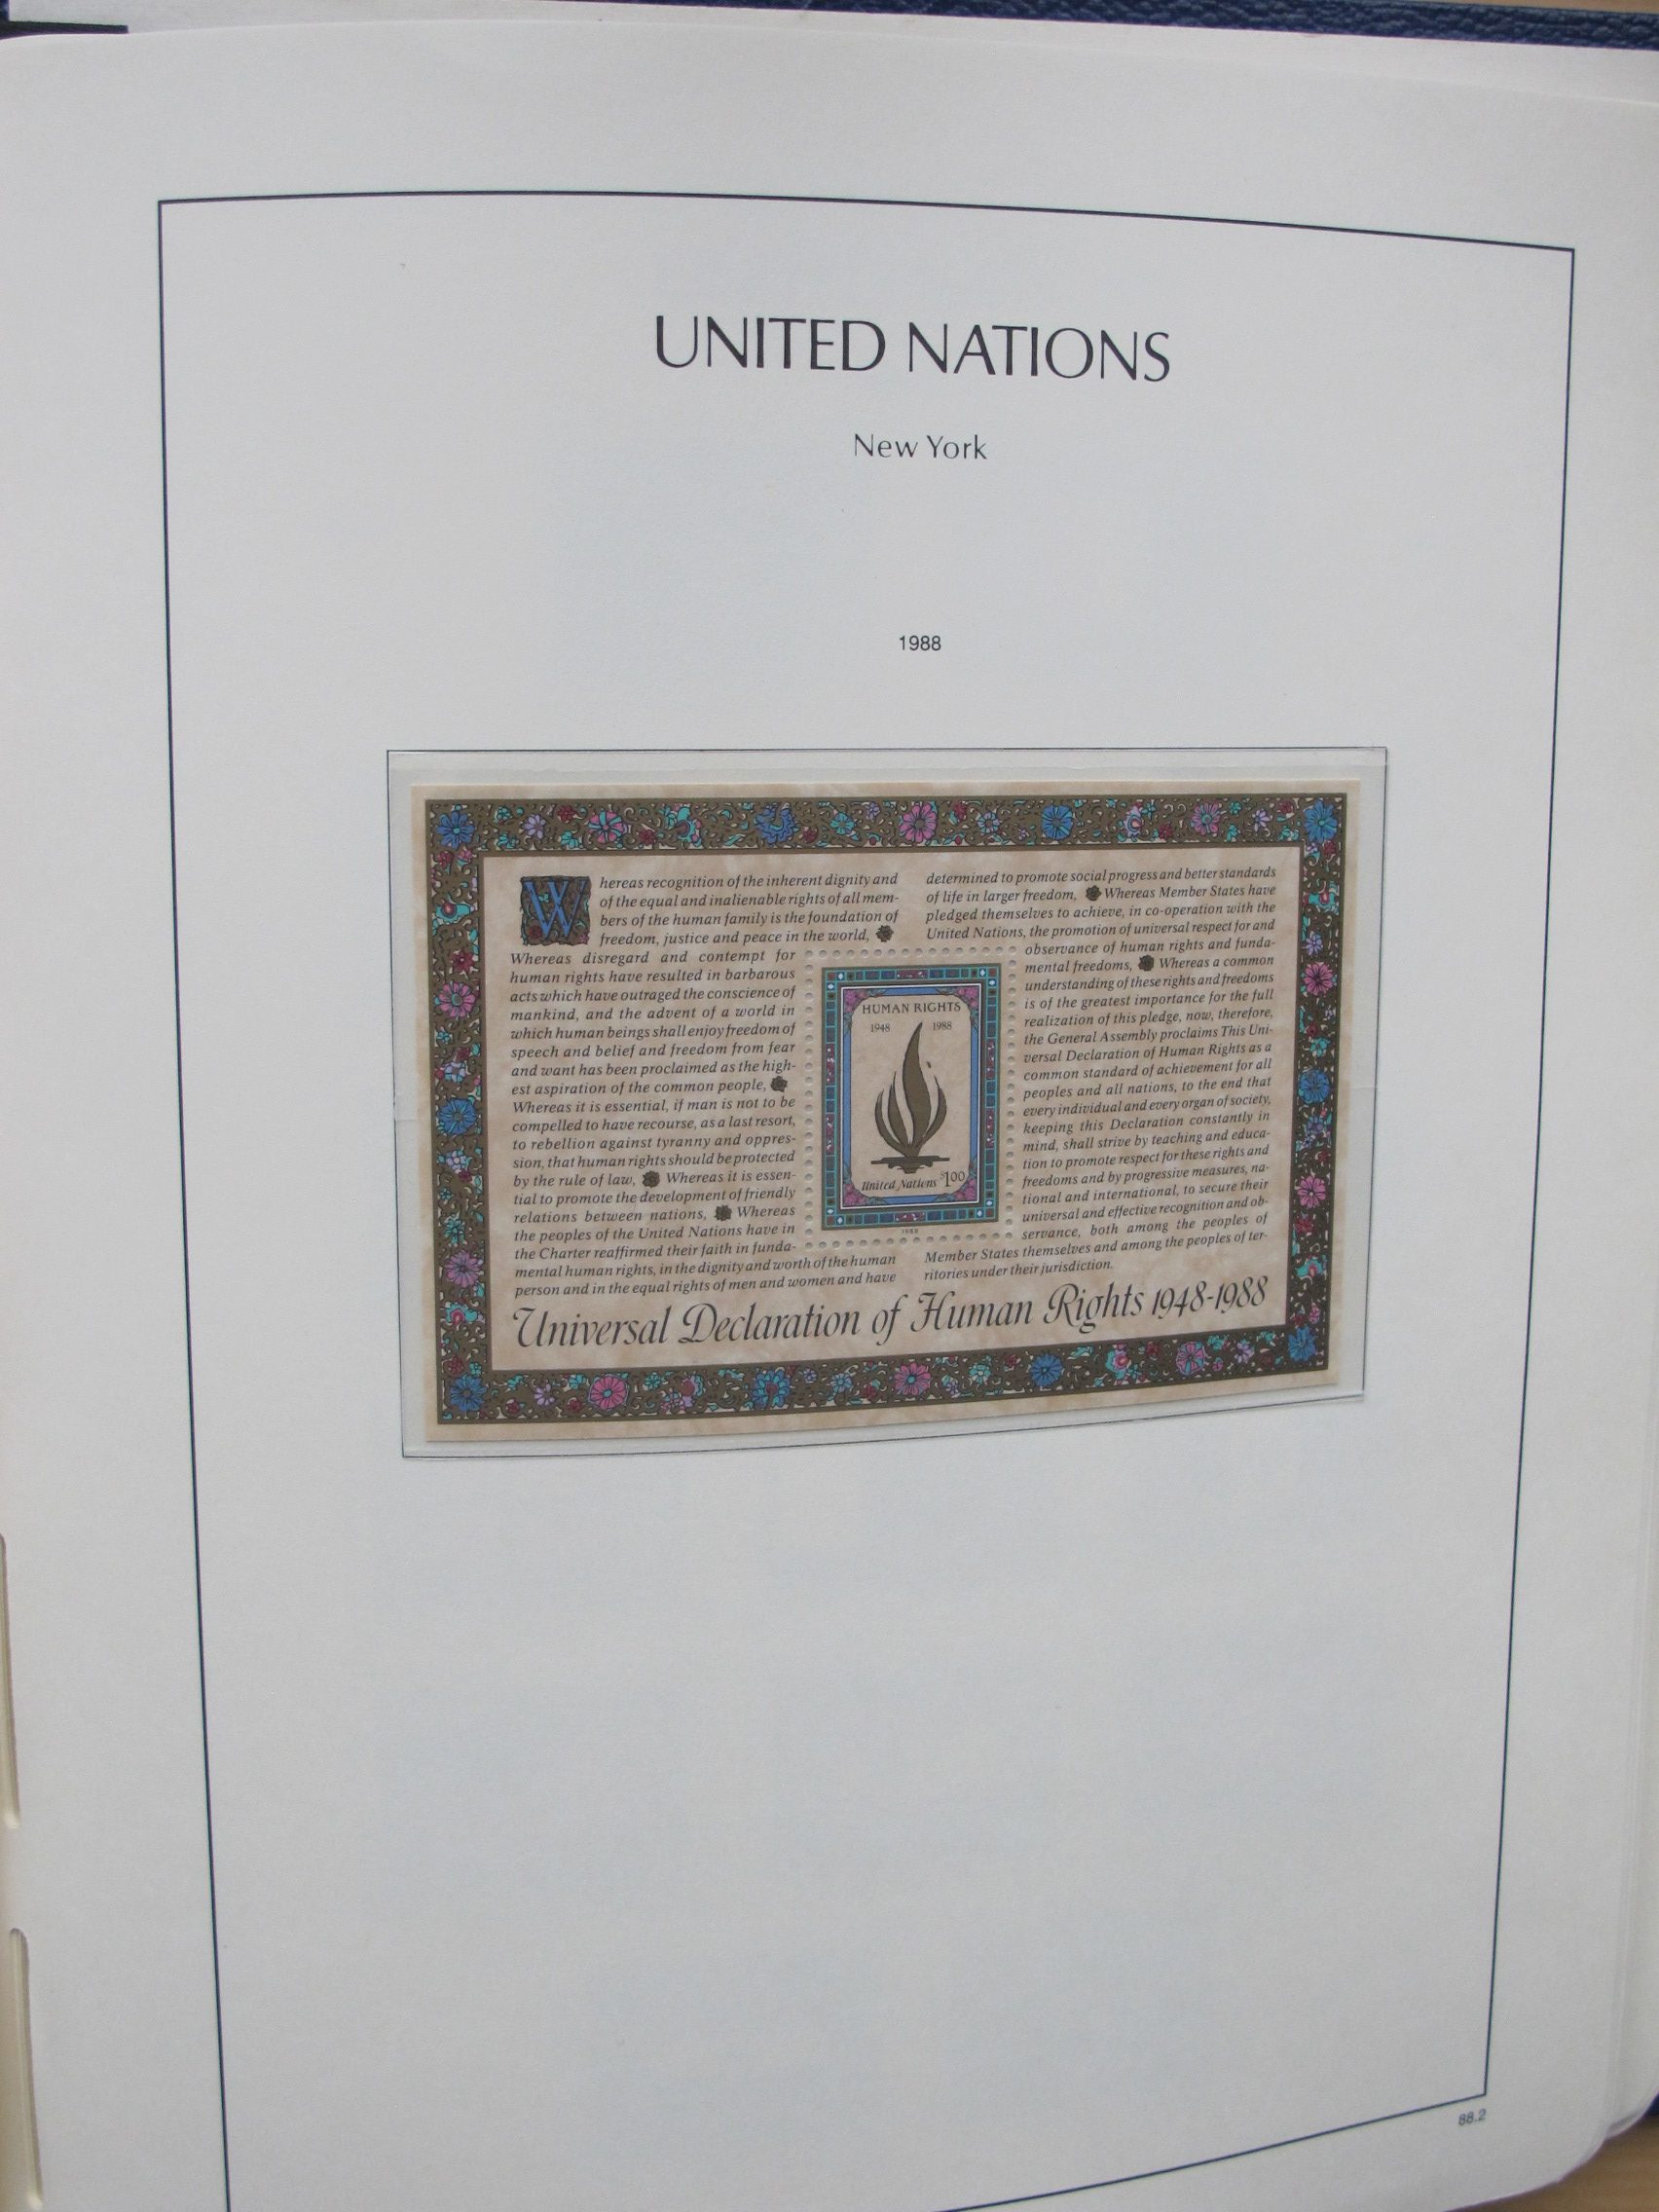 UNITED NATIONS
New York
1988
Whereas recognition of the inherent dignity and
of the equal and inalienable rights of all mem-
bers of the human family is the foundation of
freedom, justice and peace in the world,
Whereas disregard and contempt for
human rights have resulted in barbarous
acts which have outraged the conscience of
mankind, and the advent of a world in
which human beings shall enjoy freedom of
speech and belief and freedom from fear
and want has been proclaimed as the high-
est aspiration of the common people,
Whereas it is essential, if man is not to be
compelled to have recourse, as a last resort,
to rebellion against tyranny and oppres-
sion, that human rights should be protected
by the rule of law, Whereas it is essen-
tial to promote the development of friendly
relations between nations, Whereas
the peoples of the United Nations have in
the Charter reaffirmed their faith in funda-
mental human rights, in the dignity and worth of the human
person and in the equal rights of men and women and have
determined to promote social progress and better standards
of life in larger freedom, Whereas Member States have
pledged themselves to achieve, in co-operation with the
United Nations, the promotion of universal respect for and
observance of human rights and funda-
mental freedoms, Whereas a common
understanding of these rights and freedoms
is of the greatest importance for the full
realization of this pledge, now, therefore,
the General Assembly proclaims This Uni-
versal Declaration of Human Rights as a
common standard of achievement for all
peoples and all nations, to the end that
every individual and every organ of society,
keeping this Declaration constantly in
mind, shall strive by teaching and educa-
tion to promote respect for these rights and
freedoms and by progressive measures, na-
tional and international, to secure their
universal and effective recognition and ob-
servance, both among the peoples of
Member States themselves and among the peoples of ter-
ritories under their jurisdiction.
HUMAN RIGHTS
1948 1988
United Nations $1.00
1988
Universal Declaration of Human Rights 1948-1988
88.2